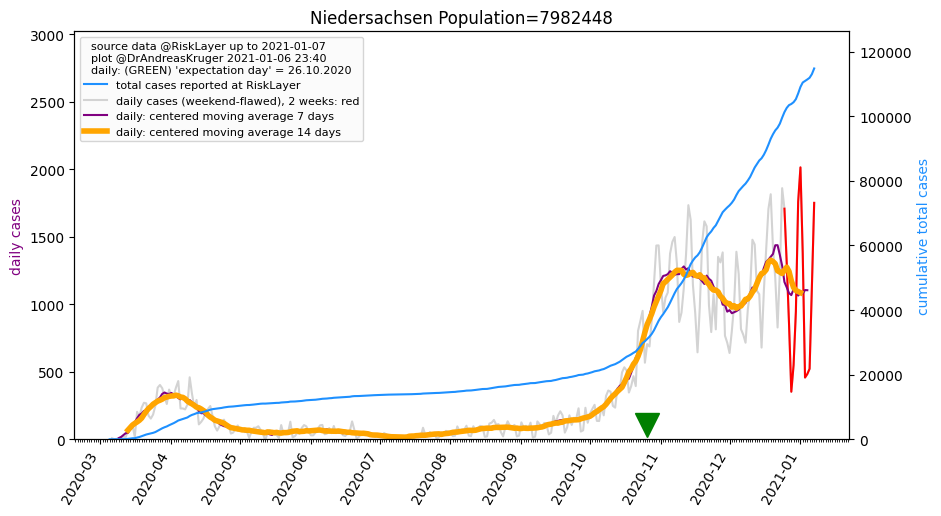 Niedersachsen Population=7982448
source data @RiskLayer up to 2021-01-07
plot @DrAndreasKruger 2021-01-06 23:40
daily: (GREEN) 'expectation day' = 26.10.2020
total cases reported at RiskLayer
daily cases (weekend-flawed), 2 weeks: red
daily: centered moving average 7 days
daily: centered moving average 14 days
daily cases
3000
2500
2000
1500
1000
500
0
120000
100000
80000
60000
40000
20000
0
cumulative total cases
2020-03
2020-04
2020-05
2020-06
2020-07
2020-08
2020-09
2020-10
2020-11
2020-12
2021-01